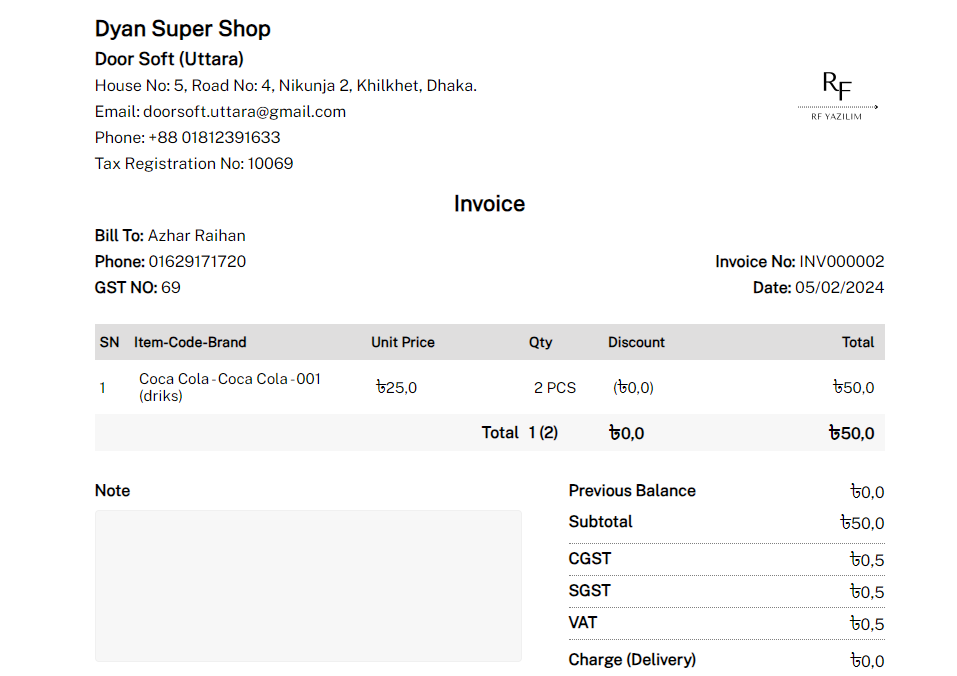 Dyan Super Shop
Door Soft (Uttara)
House No: 5, Road No: 4, Nikunja 2, Khilkhet, Dhaka.
Email: doorsoft.uttara@gmail.com
Phone: +88 01812391633
Tax Registration No: 10069
RF
RF YAZILIM
Invoice
Bill To: Azhar Raihan
Phone: 01629171720
GST NO: 69
Invoice No: INV000002
Date: 05/02/2024
SN Item-Code-Brand Unit Price Qty Discount Total
1 Coca Cola - Coca Cola - 001 (driks) ৳25,0 2 PCS (৳0,0) ৳50,0
Total 1 (2) ৳0,0 ৳50,0
Note
Previous Balance ৳0,0
Subtotal ৳50,0
CGST ৳0,5
SGST ৳0,5
VAT ৳0,5
Charge (Delivery) ৳0,0